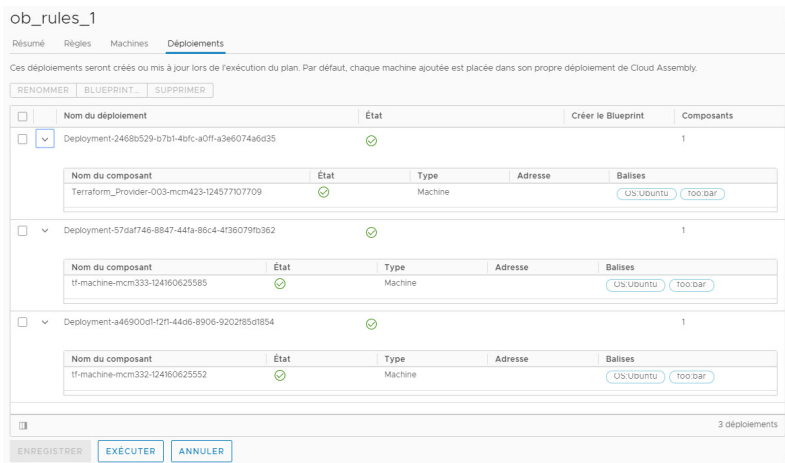 ob_rules_1
Résumé Règles Machines Déploiements
Ces déploiements seront créés ou mis à jour lors de l'exécution du plan. Par défaut, chaque machine ajoutée est placée dans son propre déploiement de Cloud Assembly.
RENOMMER BLUEPRINT... SUPPRIMER
Nom du déploiement État Créer le Blueprint Composants
Deployment-2468b529-b7b1-4bfc-a0ff-a3e6074a6d35 1
Nom du composant État Type Adresse Balises
Terraform_Provider-003-mcm423-124577107709 Machine OS:Ubuntu foo:bar
Deployment-57daf746-8847-44fa-86c4-4f36079fb362 1
Nom du composant État Type Adresse Balises
tf-machine-mcm333-124160625585 Machine OS:Ubuntu foo:bar
Deployment-a46900d1-f2f1-44d6-8906-9202f85d1854 1
Nom du composant État Type Adresse Balises
tf-machine-mcm332-124160625552 Machine OS:Ubuntu foo:bar
3 déploiements
ENREGISTRER EXÉCUTER ANNULER